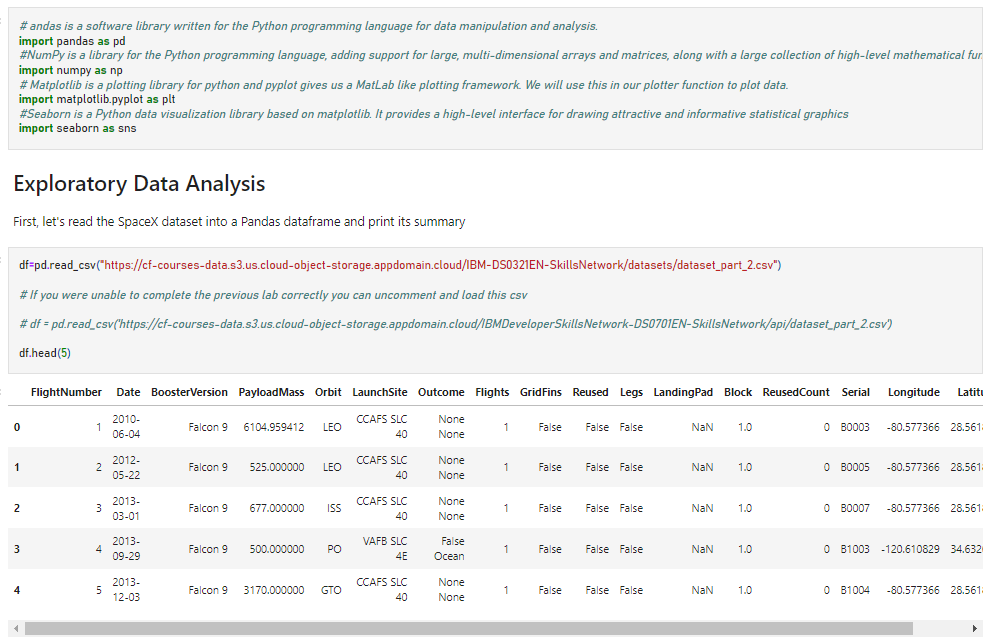 # andas is a software library written for the Python programming language for data manipulation and analysis.
import pandas as pd
#NumPy is a library for the Python programming language, adding support for large, multi-dimensional arrays and matrices, along with a large collection of high-level mathematical fun
import numpy as np
# Matplotlib is a plotting library for python and pyplot gives us a MatLab like plotting framework. We will use this in our plotter function to plot data.
import matplotlib.pyplot as plt
#Seaborn is a Python data visualization library based on matplotlib. It provides a high-level interface for drawing attractive and informative statistical graphics
import seaborn as sns
Exploratory Data Analysis
First, let's read the SpaceX dataset into a Pandas dataframe and print its summary
df=pd.read_csv("https://cf-courses-data.s3.us.cloud-object-storage.appdomain.cloud/IBM-DS0321EN-SkillsNetwork/datasets/dataset_part_2.csv")
# If you were unable to complete the previous lab correctly you can uncomment and load this csv
# df = pd.read_csv('https://cf-courses-data.s3.us.cloud-object-storage.appdomain.cloud/IBMDeveloperSkillsNetwork-DS0701EN-SkillsNetwork/api/dataset_part_2.csv')
df.head(5)
FlightNumber Date BoosterVersion PayloadMass Orbit LaunchSite Outcome Flights GridFins Reused Legs LandingPad Block ReusedCount Serial Longitude Latitu
0 1 2010-06-04 Falcon 9 6104.959412 LEO CCAFS SLC 40 None None 1 False False False NaN 1.0 0 B0003 -80.577366 28.5618
1 2 2012-05-22 Falcon 9 525.000000 LEO CCAFS SLC 40 None None 1 False False False NaN 1.0 0 B0005 -80.577366 28.5618
2 3 2013-03-01 Falcon 9 677.000000 ISS CCAFS SLC 40 None None 1 False False False NaN 1.0 0 B0007 -80.577366 28.5618
3 4 2013-09-29 Falcon 9 500.000000 PO VAFB SLC 4E False Ocean 1 False False False NaN 1.0 0 B1003 -120.610829 34.6320
4 5 2013-12-03 Falcon 9 3170.000000 GTO CCAFS SLC 40 None None 1 False False False NaN 1.0 0 B1004 -80.577366 28.5618